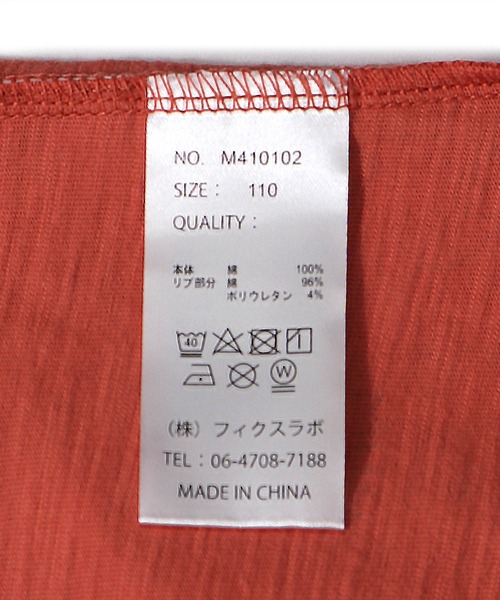 NO. M410102
SIZE： 110
QUALITY：
本体 綿 100%
リブ部分 綿 96%
ポリウレタン 4%
40
W
（株）フィクスラボ
TEL：06-4708-7188
MADE IN CHINA